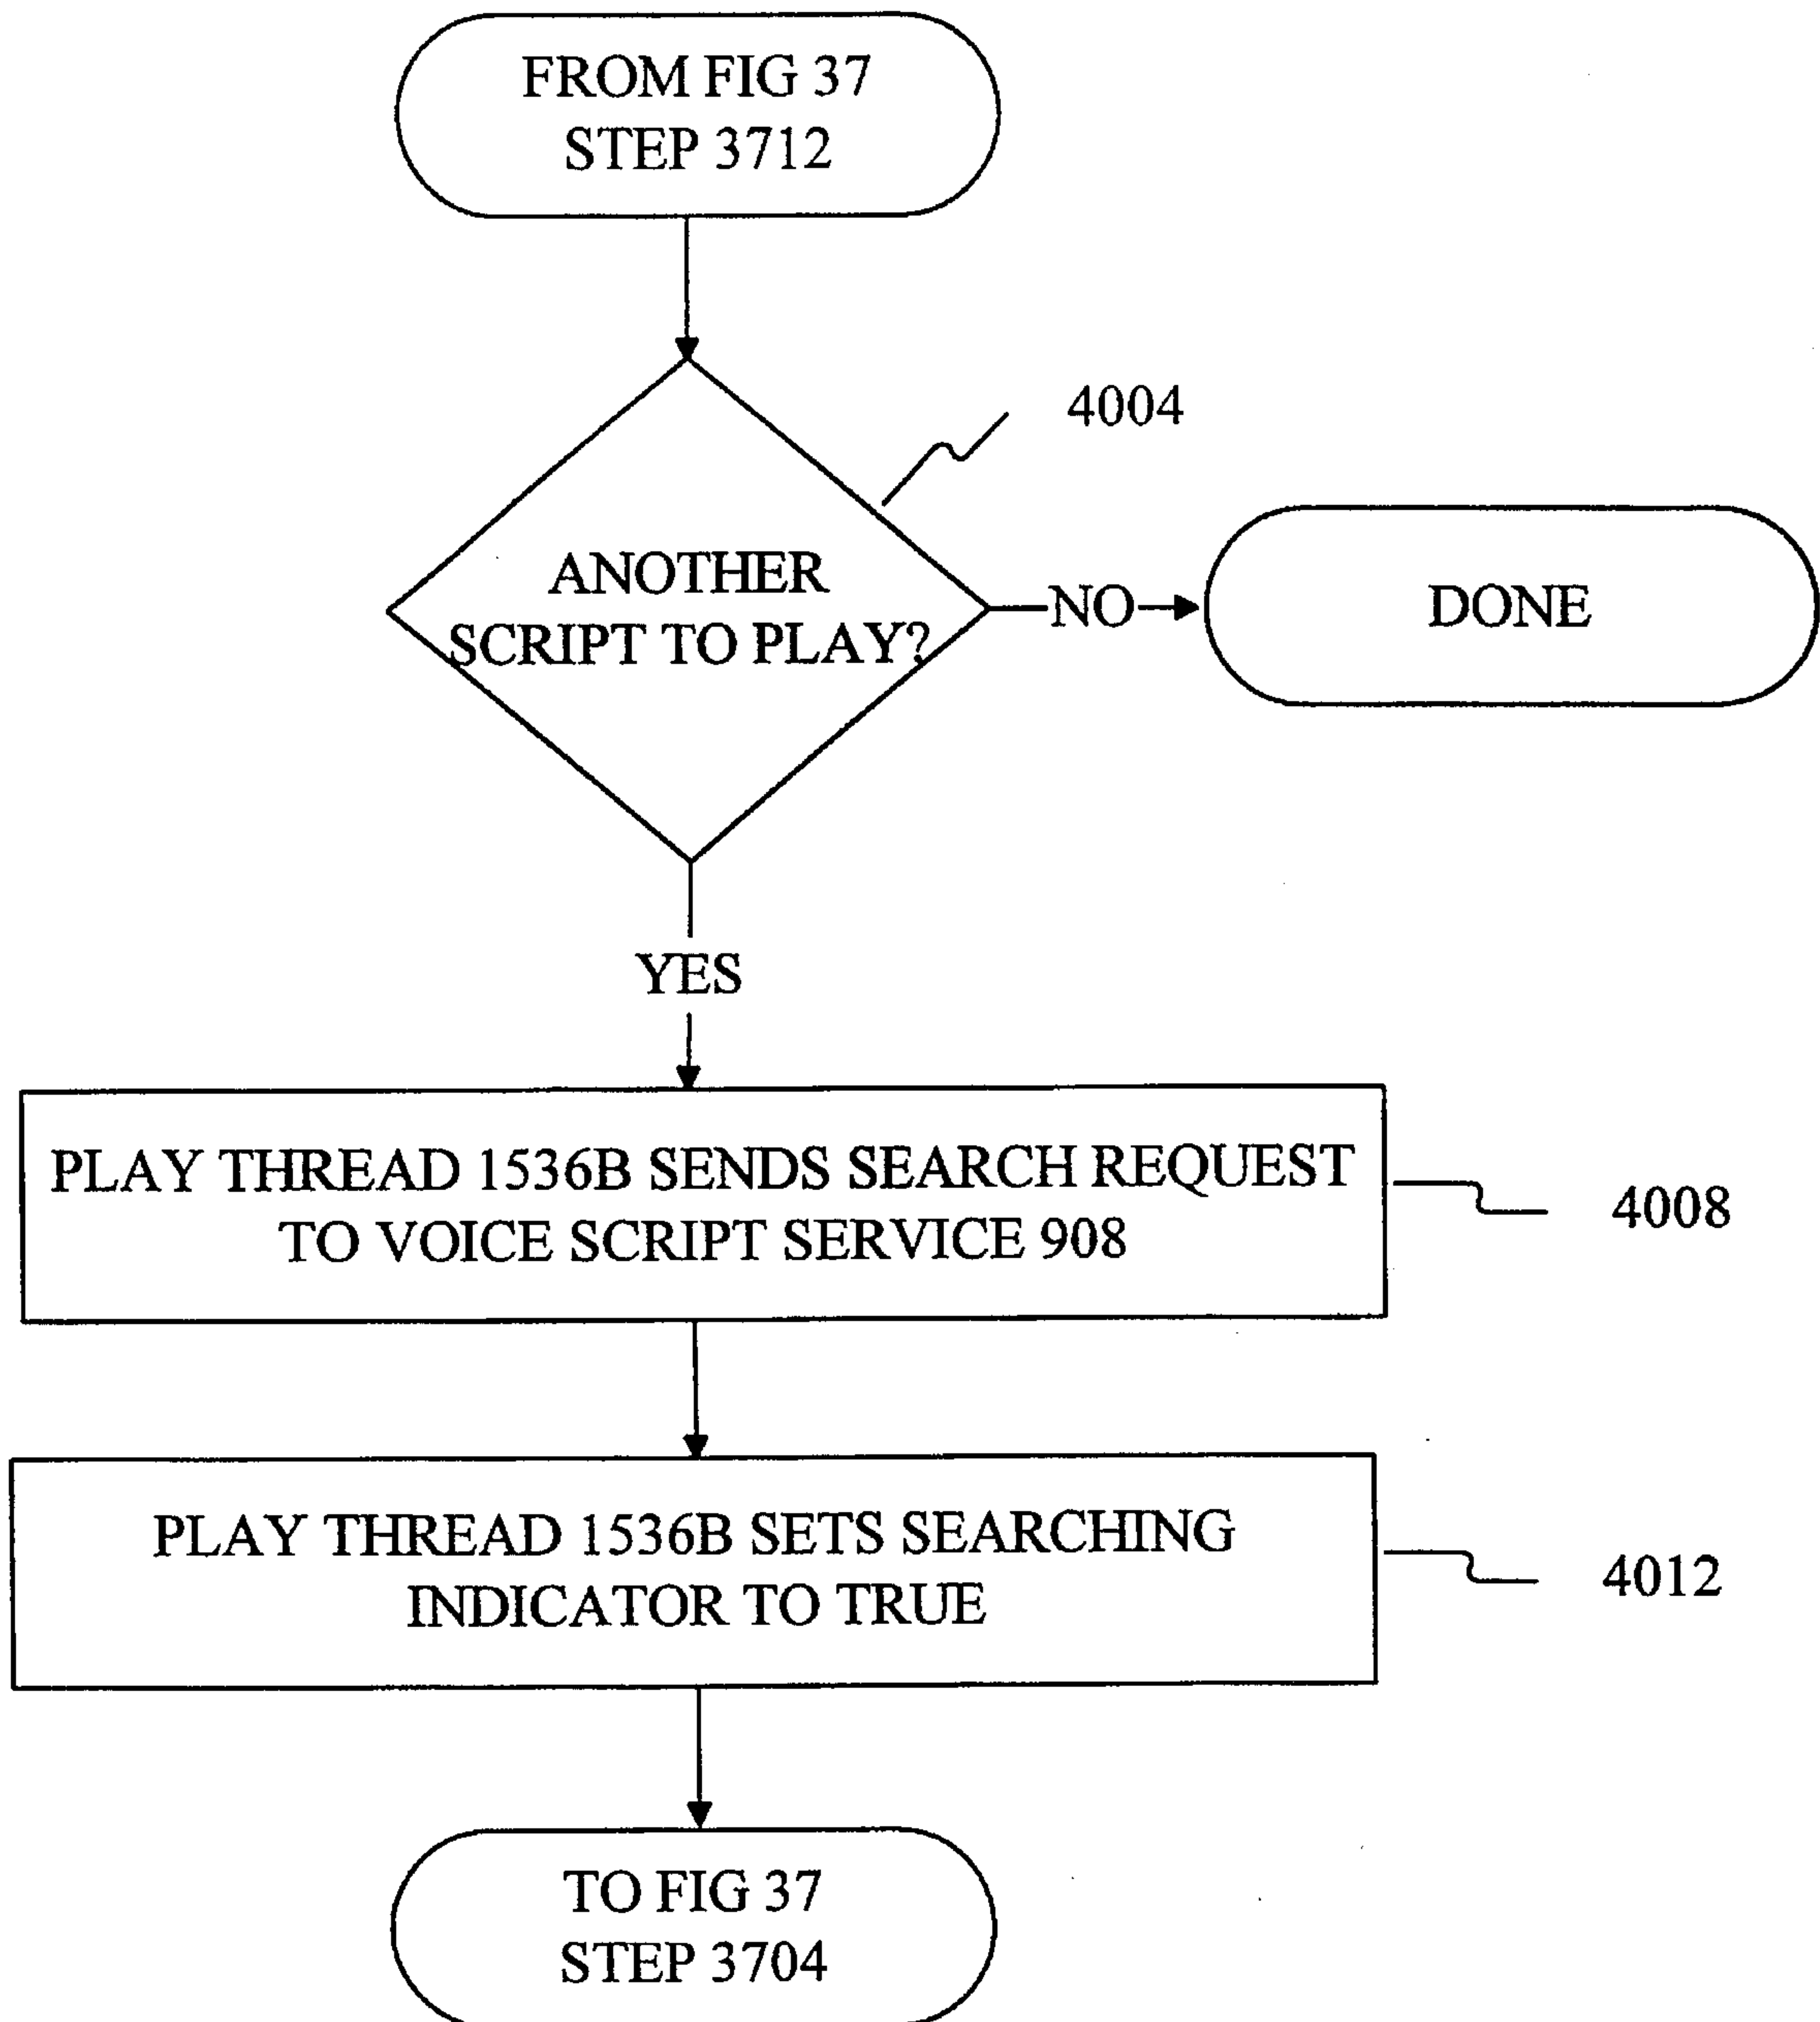 FROM FIG 37
STEP 3712
4004
ANOTHER
SCRIPT TO PLAY?
NO
DONE
YES
PLAY THREAD 1536B SENDS SEARCH REQUEST
TO VOICE SCRIPT SERVICE 908
4008
PLAY THREAD 1536B SETS SEARCHING
INDICATOR TO TRUE
4012
TO FIG 37
STEP 3704